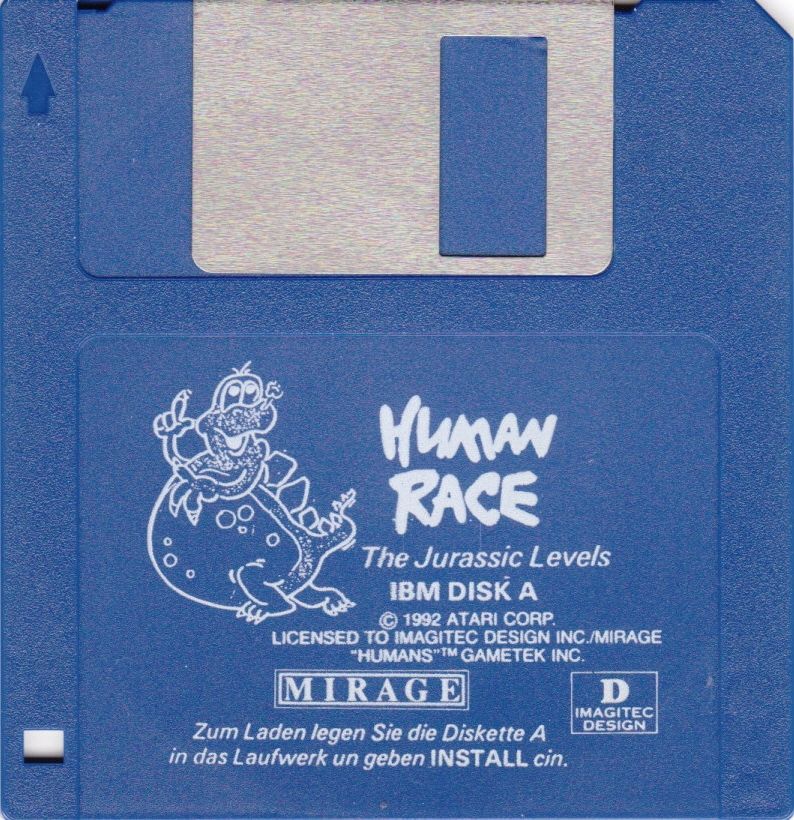 HUMAN
RACE
The Jurassic Levels
IBM DISK A
© 1992 ATARI CORP.
LICENSED TO IMAGITEC DESIGN INC./MIRAGE
"HUMANS"™ GAMETEK INC.
MIRAGE
D
IMAGITEC
DESIGN
Zum Laden legen Sie die Diskette A
in das Laufwerk un geben INSTALL cin.